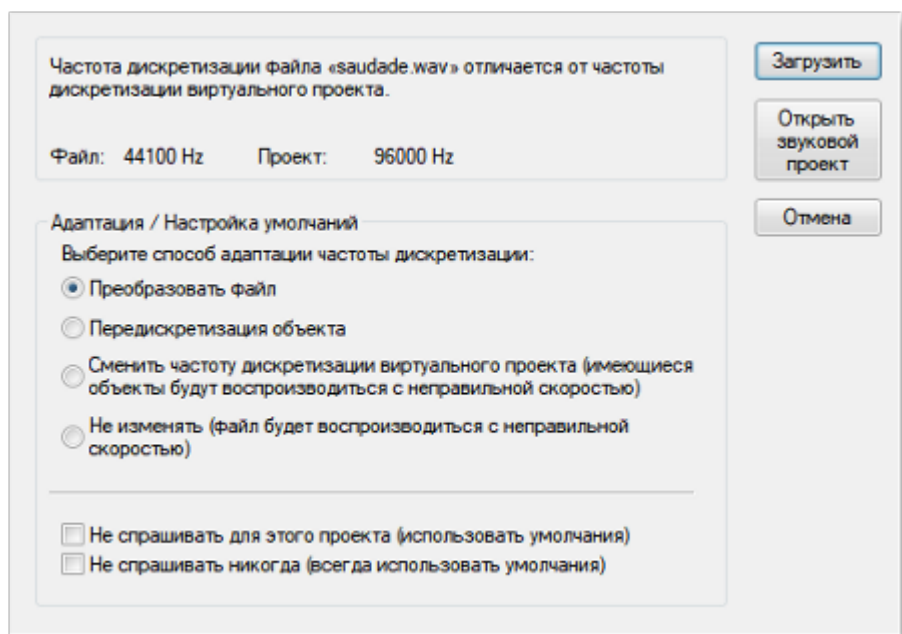 Частота дискретизации файла «saudade.wav» отличается от частоты
дискретизации виртуального проекта.
Файл: 44100 Hz Проект: 96000 Hz
Загрузить
Открыть
звуковой
проект
Отмена
Адаптация / Настройка умолчаний
Выберите способ адаптации частоты дискретизации:
Преобразовать файл
Передискретизация объекта
Сменить частоту дискретизации виртуального проекта (имеющиеся
объекты будут воспроизводиться с неправильной скоростью)
Не изменять (файл будет воспроизводиться с неправильной
скоростью)
Не спрашивать для этого проекта (использовать умолчания)
Не спрашивать никогда (всегда использовать умолчания)